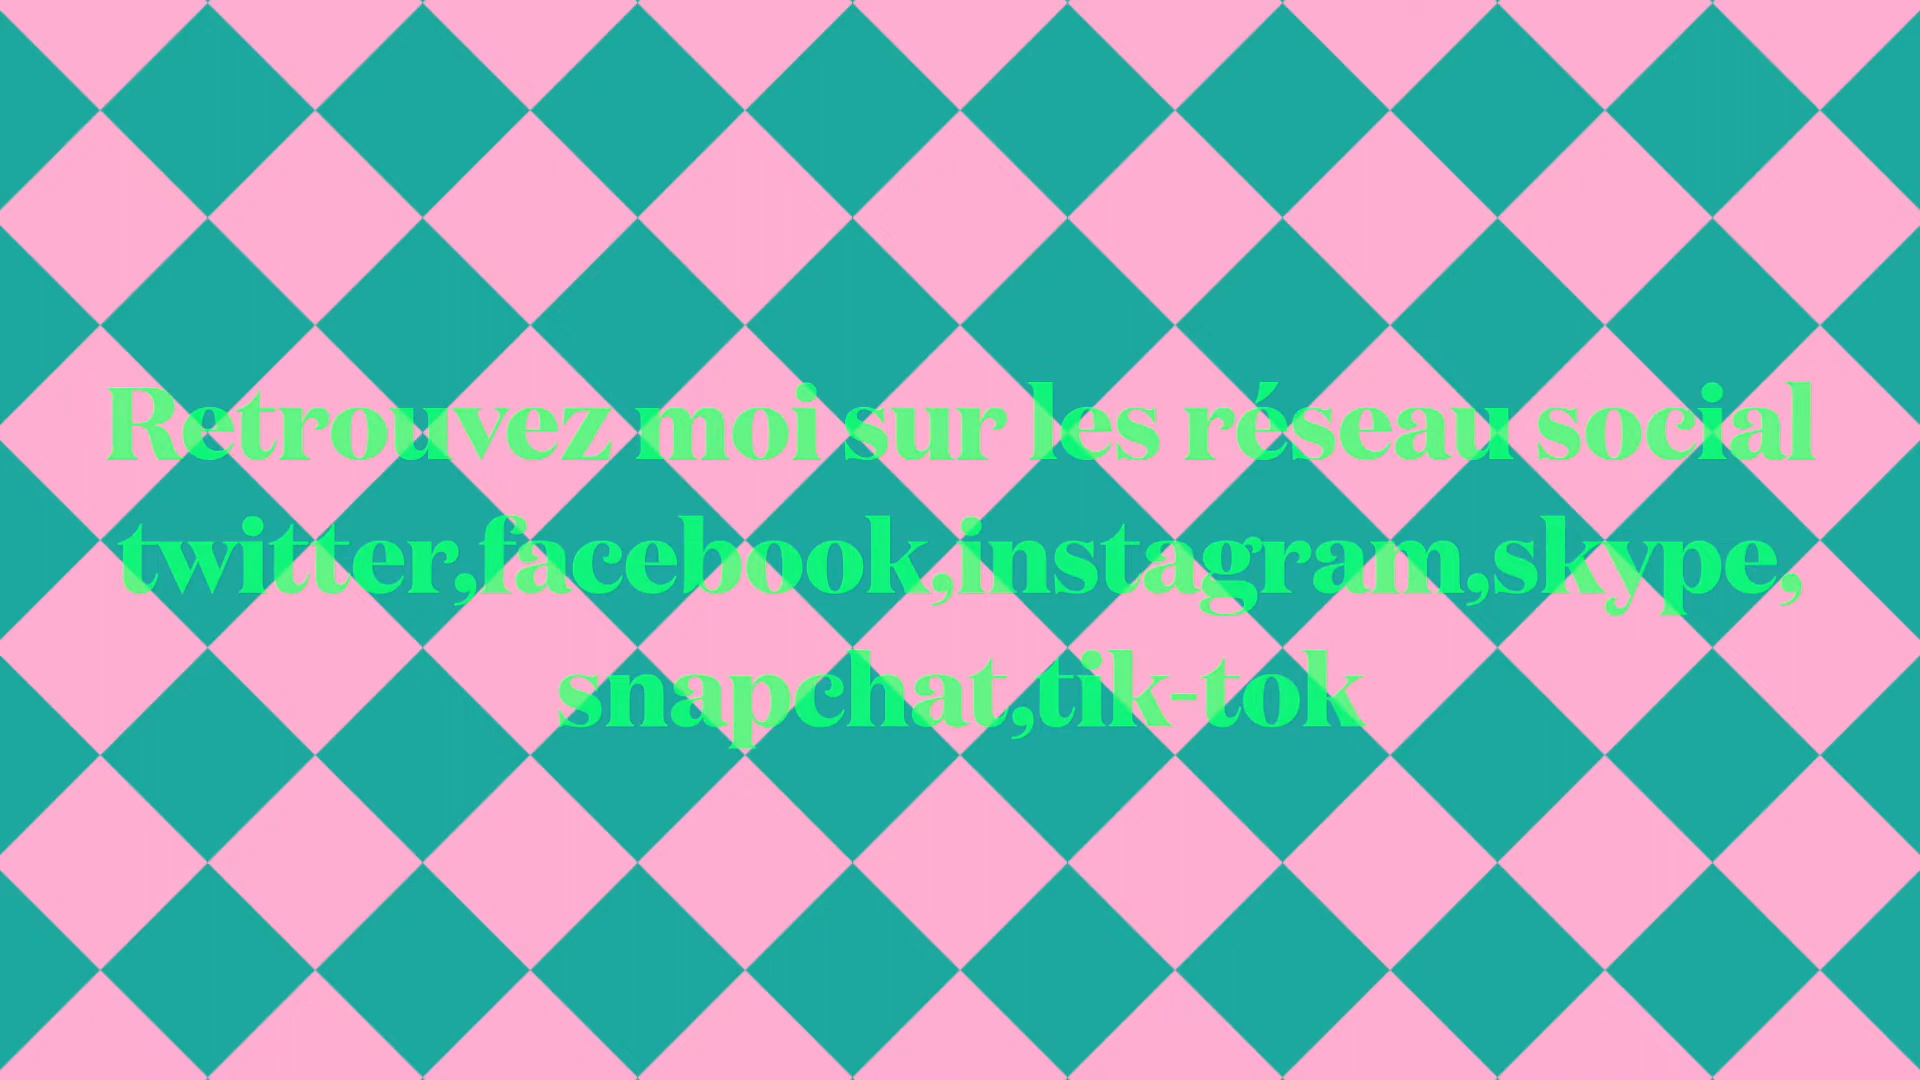 Retrouvez moi sur les réseau social
twitter,facebook,instagram,skype,
snapchat,tik-tok